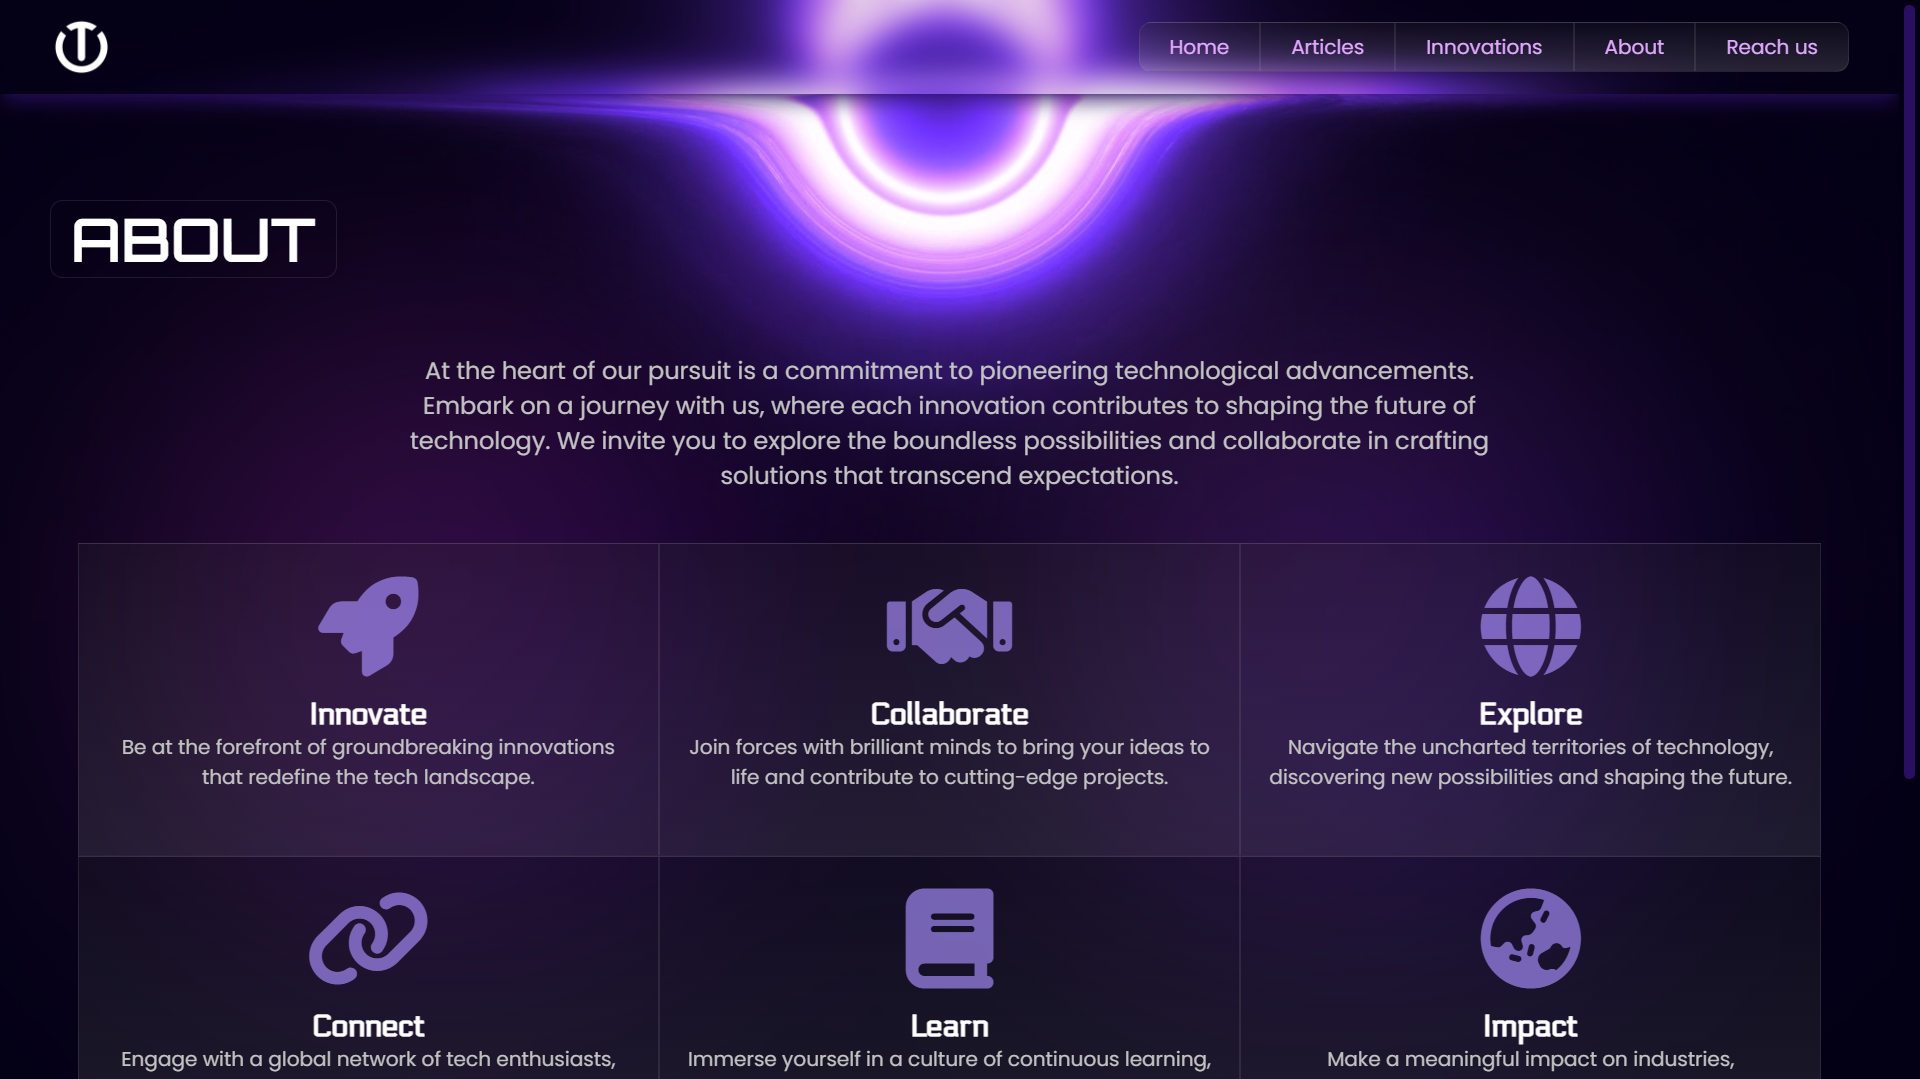 Home
Articles
Innovations
About
Reach us
ABOUT
At the heart of our pursuit is a commitment to pioneering technological advancements.
Embark on a journey with us, where each innovation contributes to shaping the future of
technology. We invite you to explore the boundless possibilities and collaborate in crafting
solutions that transcend expectations.
Innovate
Be at the forefront of groundbreaking innovations
that redefine the tech landscape.
Collaborate
Join forces with brilliant minds to bring your ideas to
life and contribute to cutting-edge projects.
Explore
Navigate the uncharted territories of technology,
discovering new possibilities and shaping the future.
Connect
Engage with a global network of tech enthusiasts,
Learn
Immerse yourself in a culture of continuous learning,
Impact
Make a meaningful impact on industries,